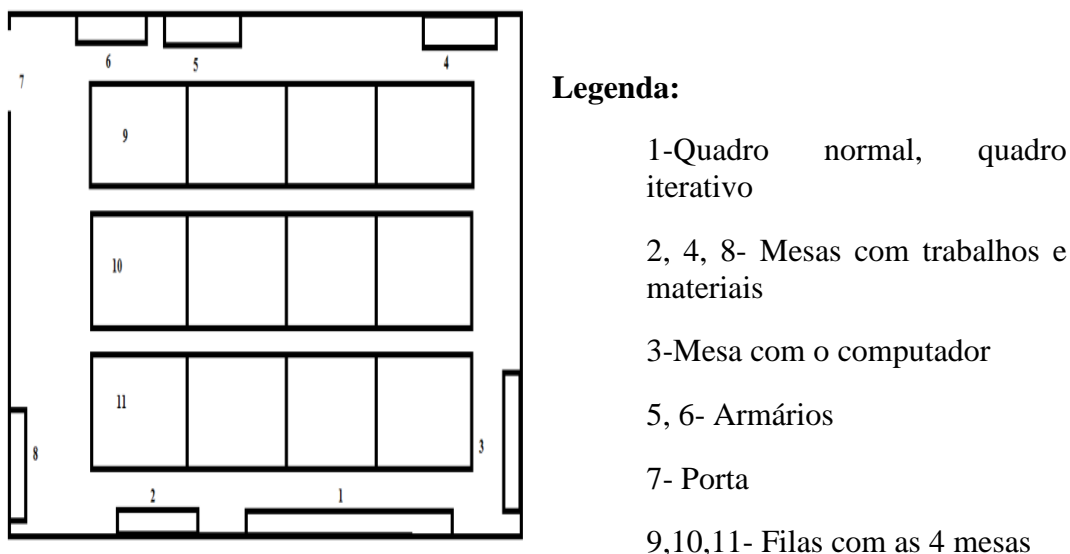 6
5
4
7
9
10
11
3
8
2
1
Legenda:
1-Quadro normal, quadro
iterativo
2, 4, 8- Mesas com trabalhos e
materiais
3-Mesa com o computador
5, 6- Armários
7- Porta
9,10,11- Filas com as 4 mesas